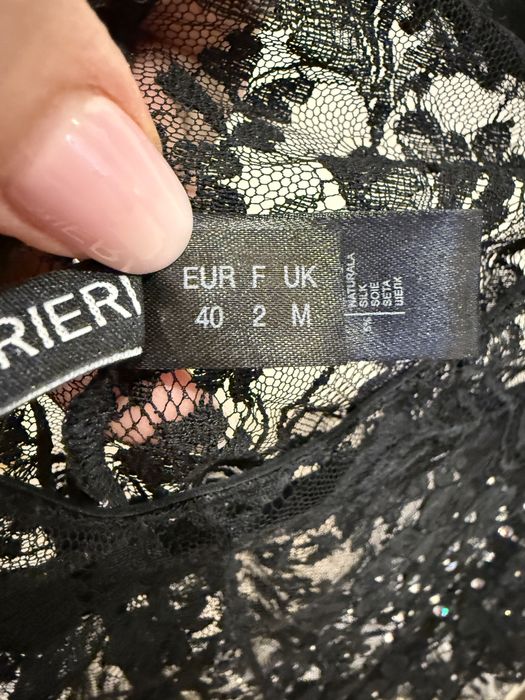 RIERI
EUR F UK
40 2 M
NATURALA
SILK
SOIE
SETA
ШЕЛК